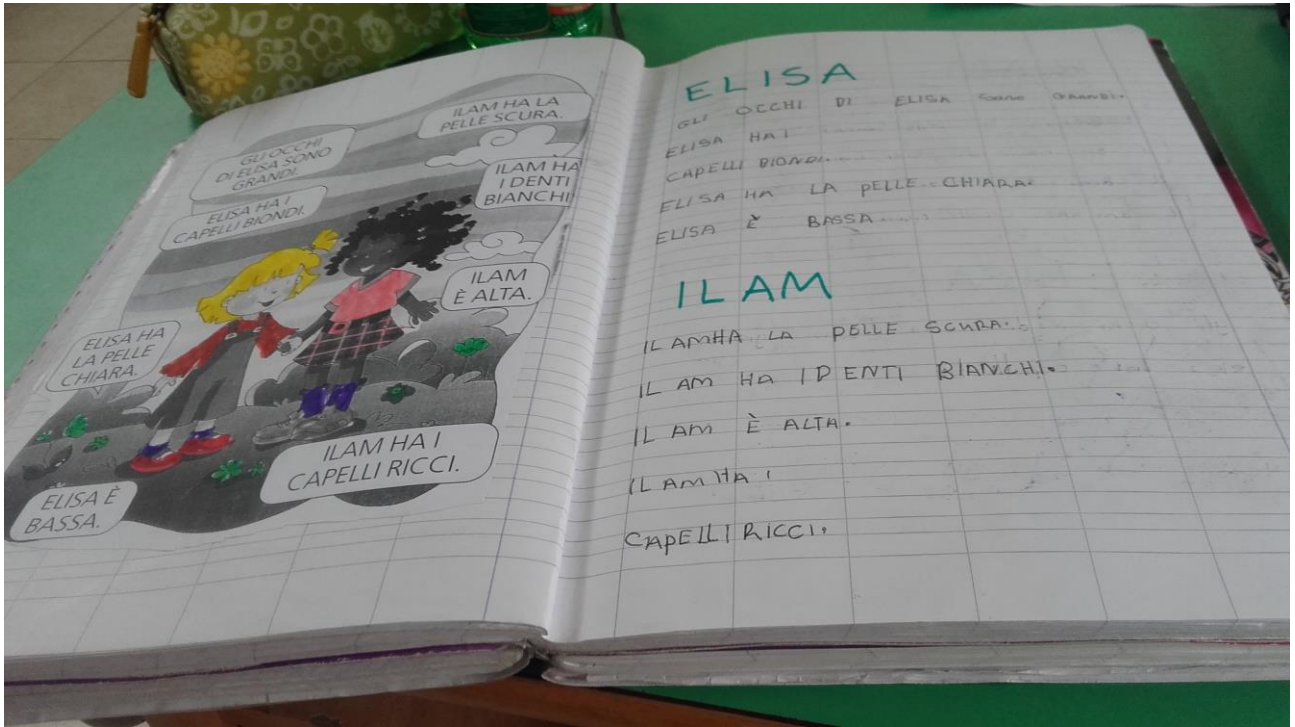 ILAM HA LA
PELLE SCURA.
GLI OCCHI
DI ELISA SONO
GRANDI.
ILAM HA
I DENTI
BIANCHI
ELISA HA I
CAPELLI BIONDI.
ILAM
È ALTA.
ELISA HA
LA PELLE
CHIARA.
ILAM HA I
CAPELLI RICCI.
ELISA È
BASSA.
ELISA
GLI OCCHI DI ELISA SONO GRANDI.
ELISA HA I
CAPELLI BIONDI.
ELISA HA LA PELLE CHIARA.
ELISA È BASSA
ILAM
ILAMHA LA PELLE SCURA.
IL AM HA IDENTI BIANCHI.
IL AM È ALTA.
ILAM HA I
CAPELLI RICCI.